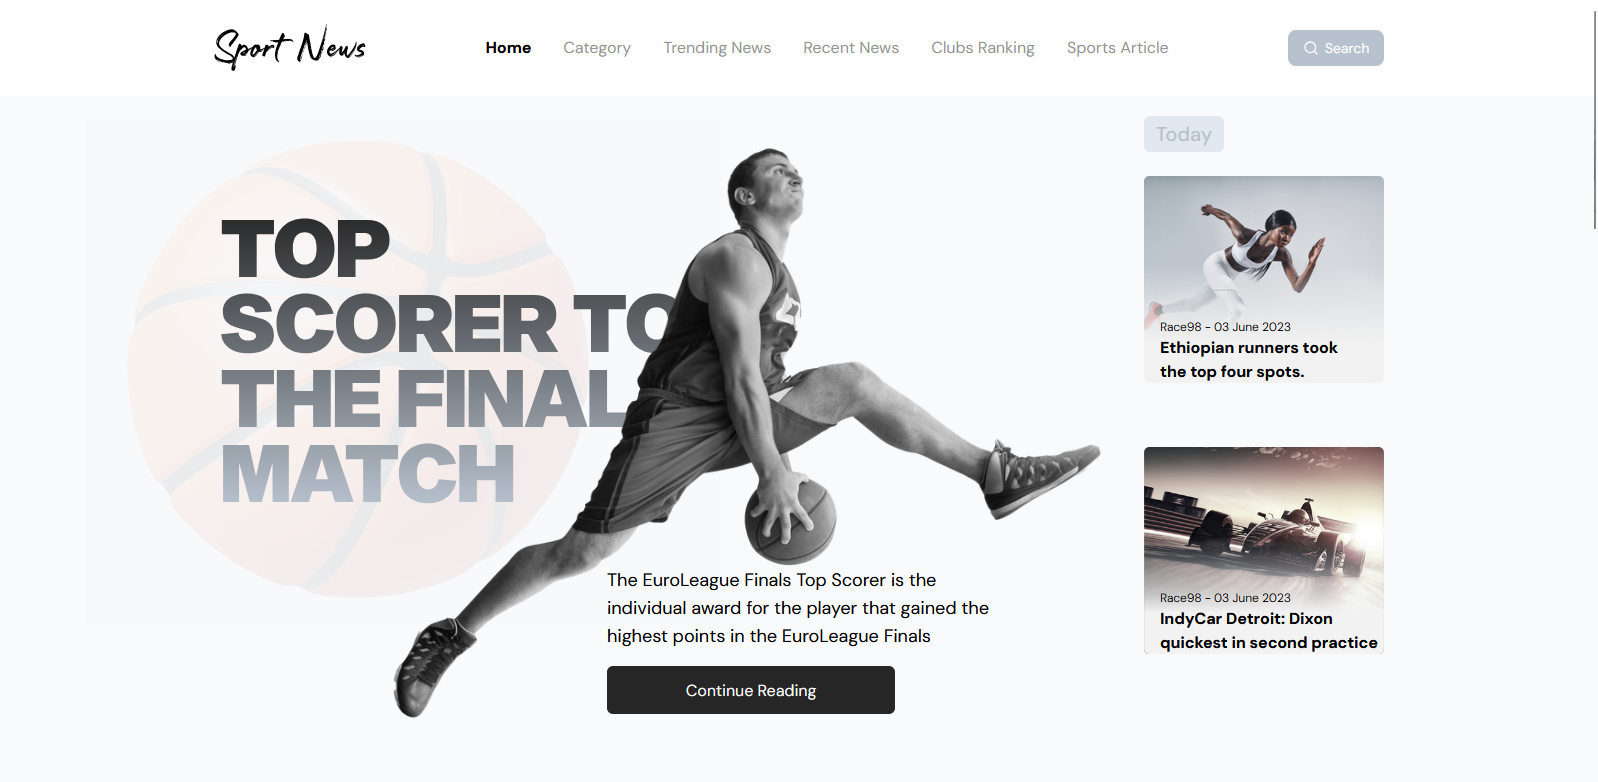 Sport News
Home
Category
Trending News
Recent News
Clubs Ranking
Sports Article
Search
TOP
SCORER TO
THE FINAL
MATCH
The EuroLeague Finals Top Scorer is the
individual award for the player that gained the
highest points in the EuroLeague Finals
Continue Reading
Today
Race98 - 03 June 2023
Ethiopian runners took
the top four spots.
Race98 - 03 June 2023
IndyCar Detroit: Dixon
quickest in second practice